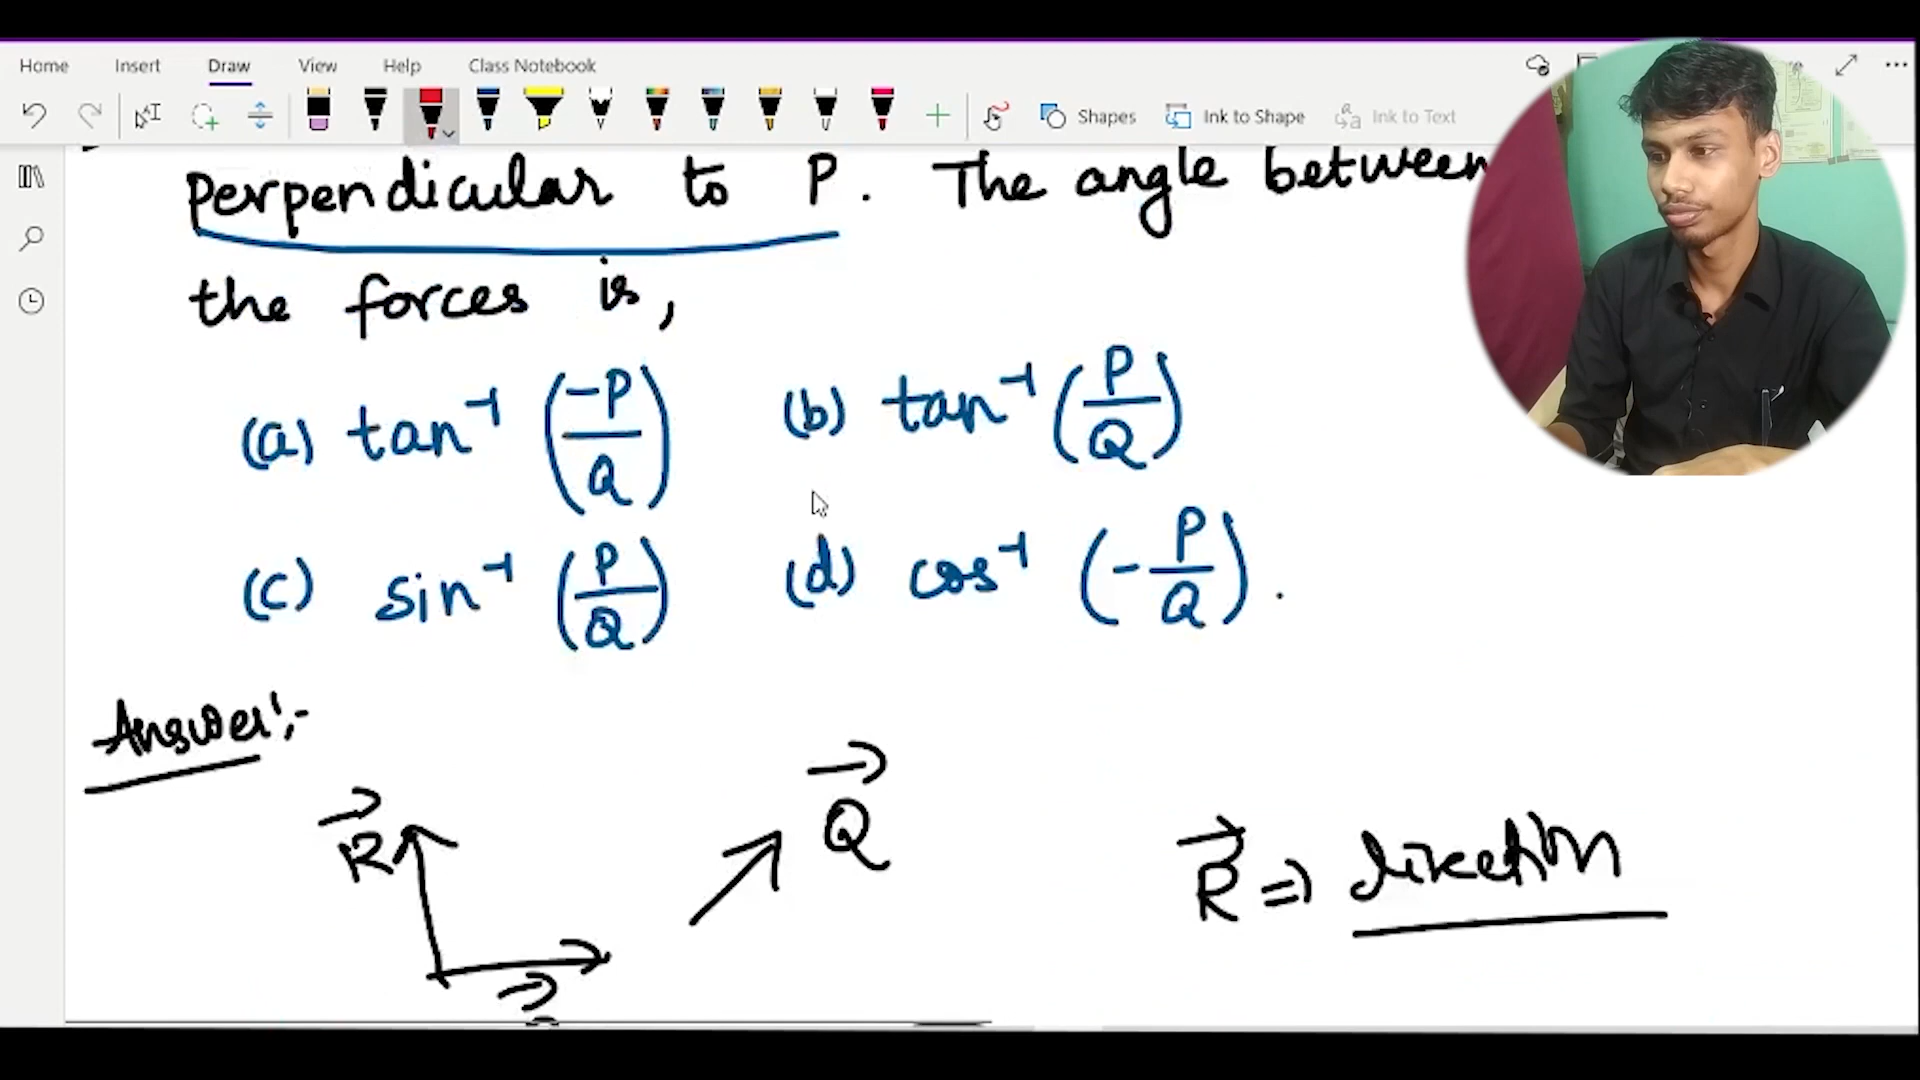 Home Insert Draw View Help Class Notebook
Shapes Ink to Shape Ink to Text
perpendicular to P. The angle between
the forces is,
(a) tan⁻¹ (-P/Q) (b) tan⁻¹ (P/Q)
(c) sin⁻¹ (P/Q) (d) cos⁻¹ (-P/Q).
Answer:-
R⃗ Q⃗
R⃗ ⇒ direction